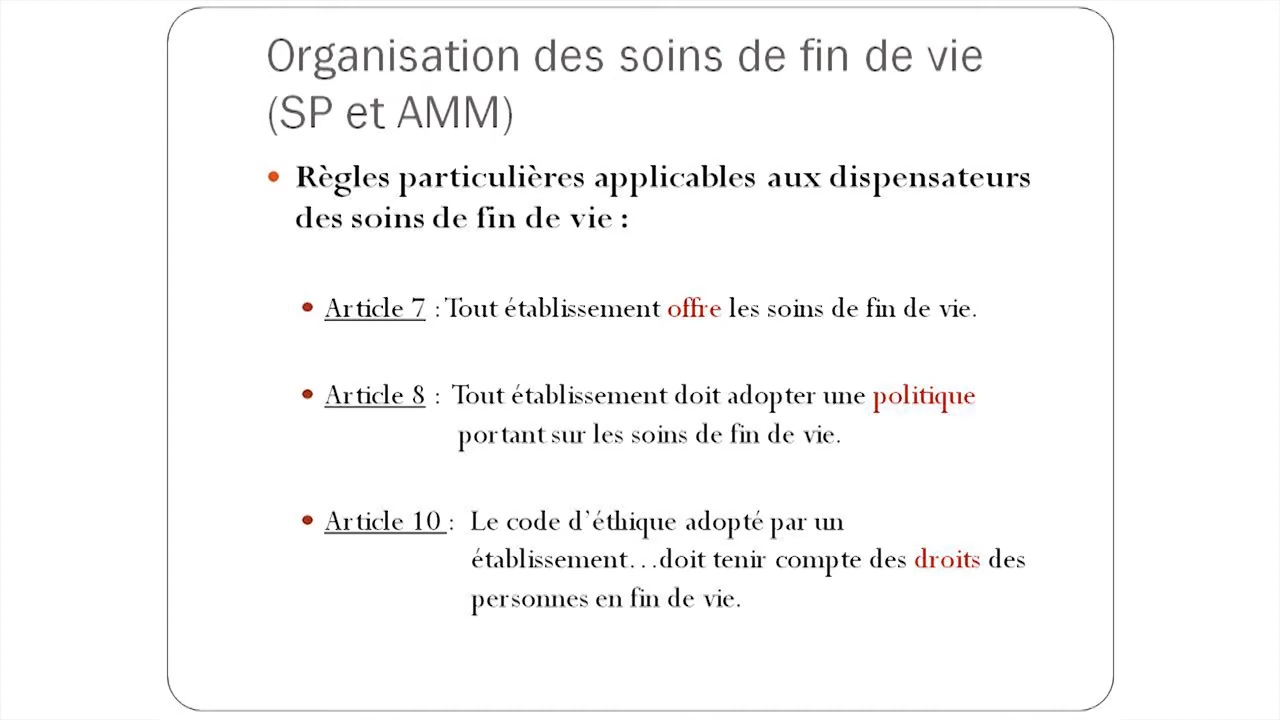 Organisation des soins de fin de vie
(SP et AMM)
• Règles particulières applicables aux dispensateurs
des soins de fin de vie :
• Article 7 : Tout établissement offre les soins de fin de vie.
• Article 8 : Tout établissement doit adopter une politique
portant sur les soins de fin de vie.
• Article 10 : Le code d'éthique adopté par un
établissement…doit tenir compte des droits des
personnes en fin de vie.